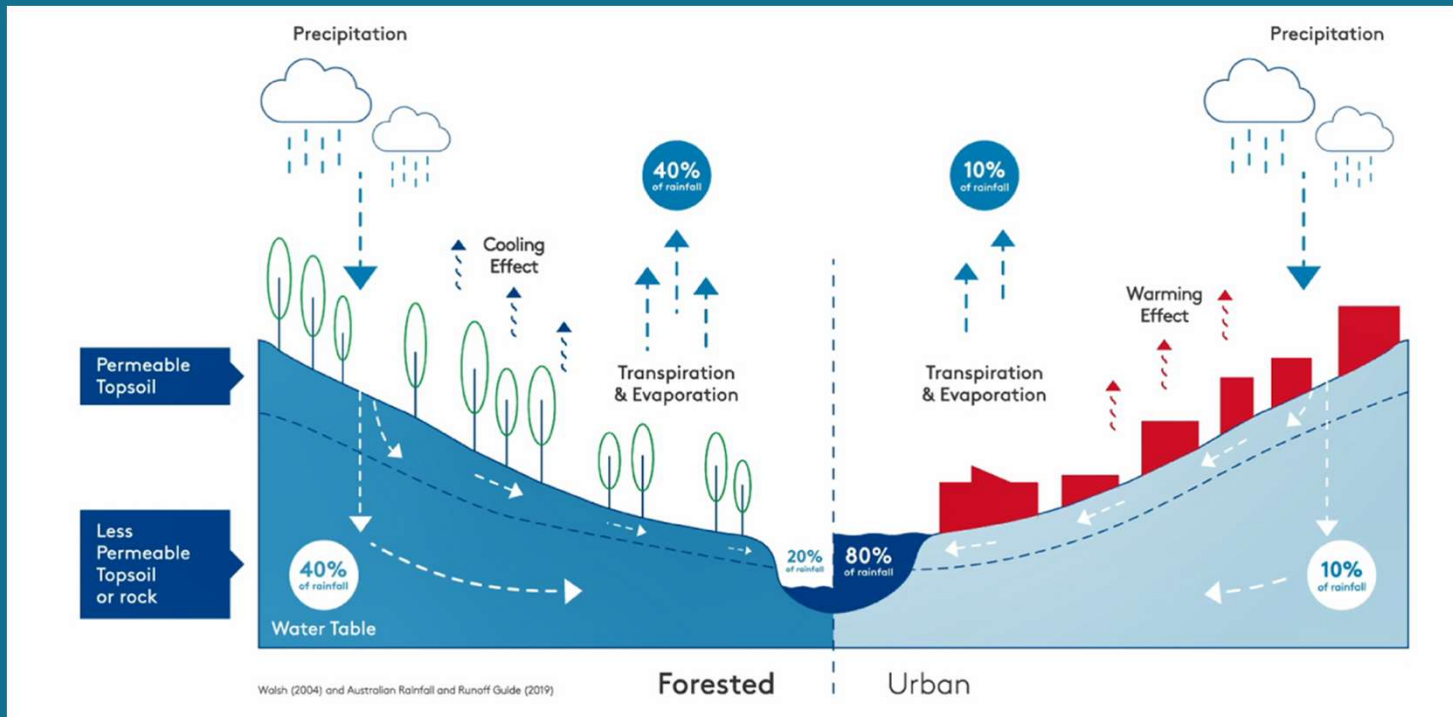 Precipitation
Precipitation
40%
of rainfall
10%
of rainfall
Cooling
Effect
Warming
Effect
Permeable
Topsoil
Transpiration
& Evaporation
Transpiration
& Evaporation
Less
Permeable
Topsoil
or rock
40%
of rainfall
Water Table
20%
of rainfall
80%
of rainfall
10%
of rainfall
Walsh (2004) and Australian Rainfall and Runoff Guide (2019)
Forested
Urban